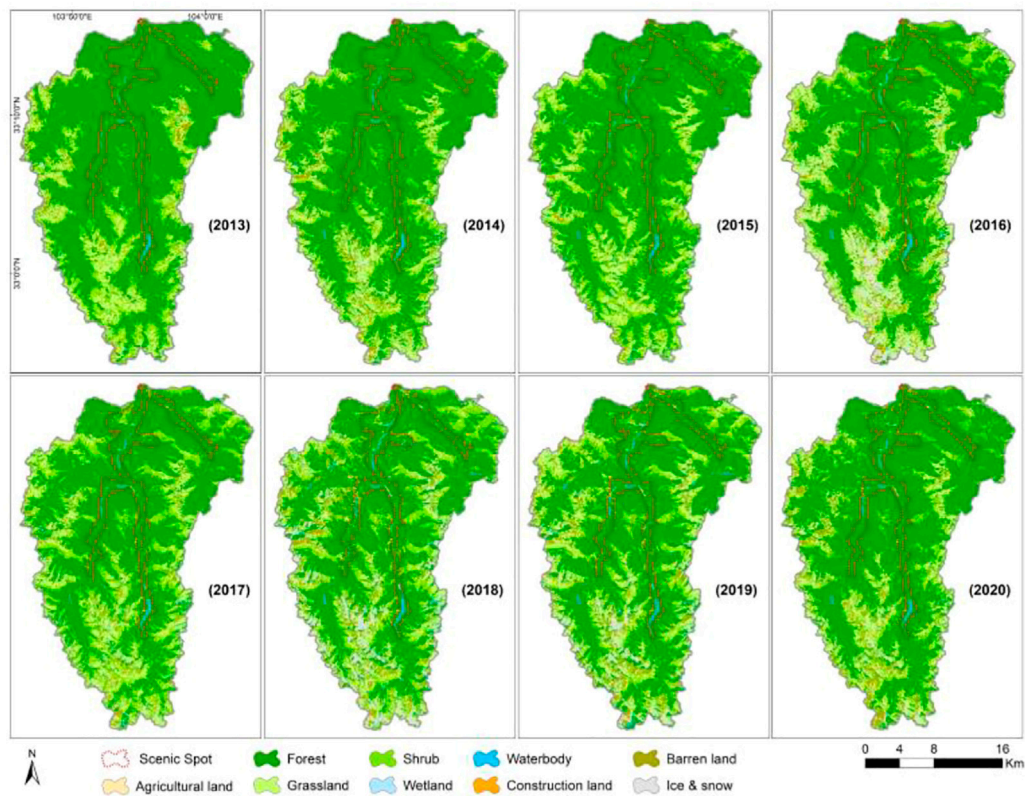 103°50'0"E 104°0'0"E
33°10'0"N
33°0'0"N
(2013) (2014) (2015) (2016)
(2017) (2018) (2019) (2020)
N
Scenic Spot Forest Shrub Waterbody Barren land
Agricultural land Grassland Wetland Construction land Ice & snow
0 4 8 16
Km